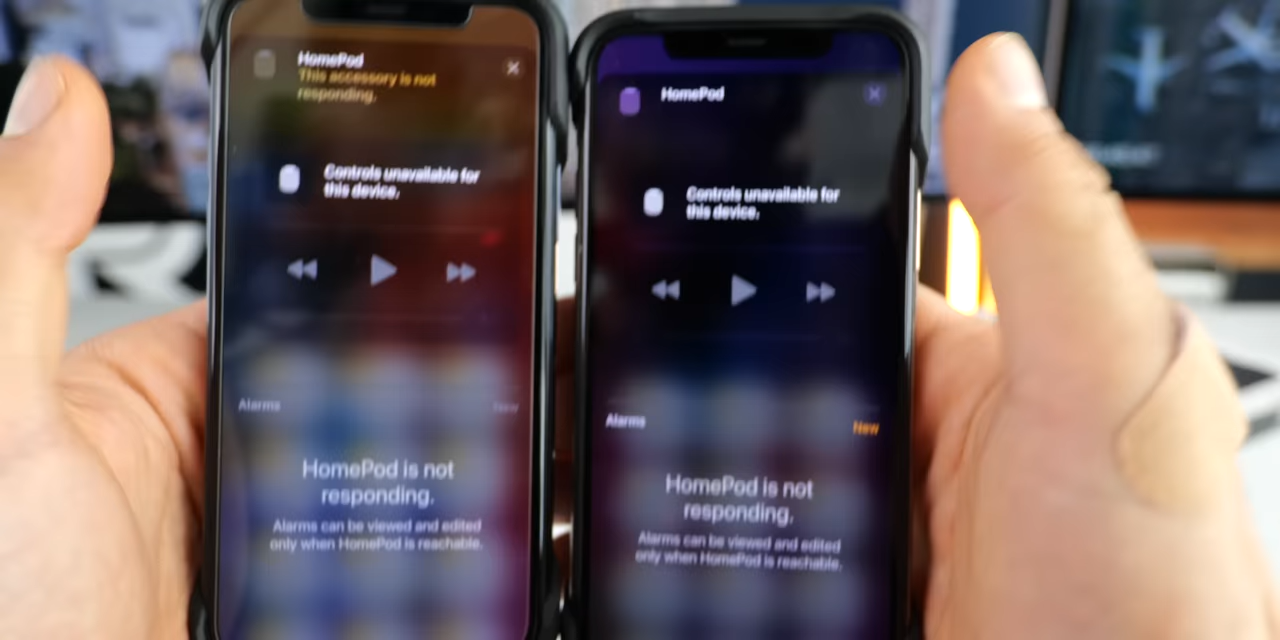 HomePod
This accessory is not
responding.
Controls unavailable for
this device.
Alarms
New
HomePod is not
responding.
Alarms can be viewed and edited
only when HomePod is reachable.
HomePod
Controls unavailable for
this device.
Alarms
New
HomePod is not
responding.
Alarms can be viewed and edited
only when HomePod is reachable.